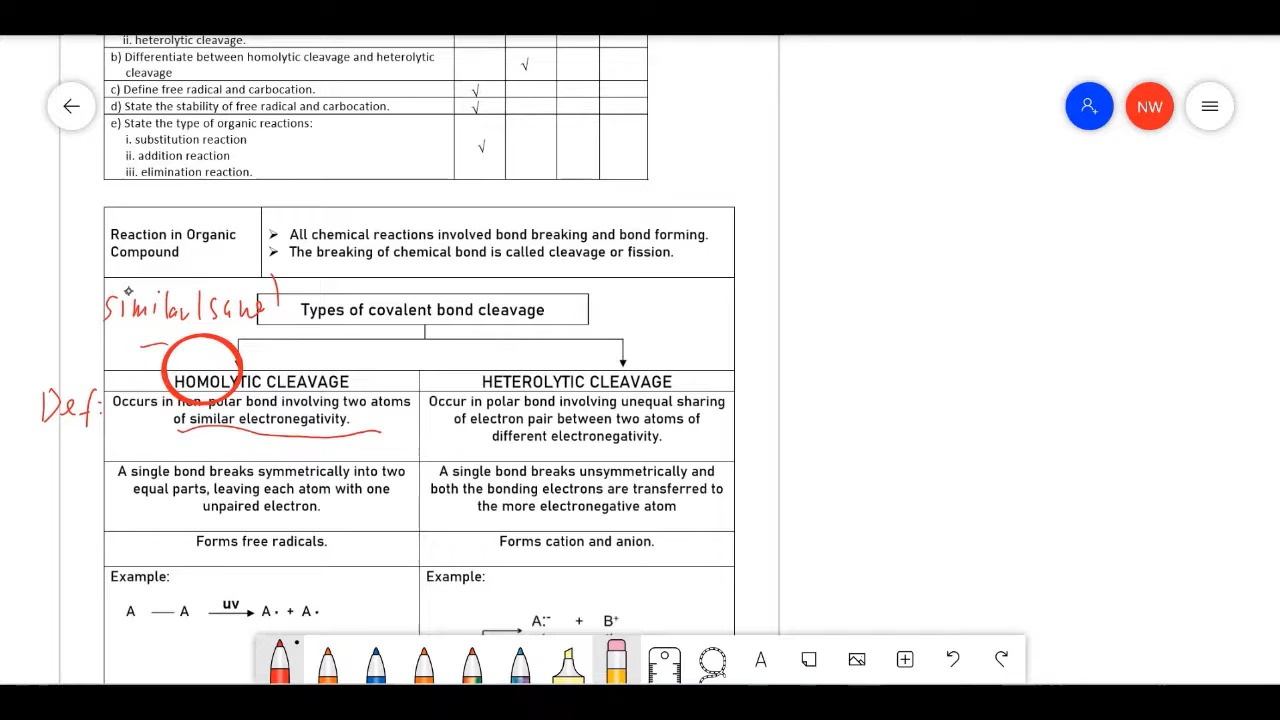 ii. heterolytic cleavage.
b) Differentiate between homolytic cleavage and heterolytic
cleavage
√
c) Define free radical and carbocation.
√
d) State the stability of free radical and carbocation.
√
e) State the type of organic reactions:
i. substitution reaction
ii. addition reaction
iii. elimination reaction.
√
NW
Reaction in Organic
Compound
➢ All chemical reactions involved bond breaking and bond forming.
➢ The breaking of chemical bond is called cleavage or fission.
similar/same
Types of covalent bond cleavage
HOMOLYTIC CLEAVAGE
HETEROLYTIC CLEAVAGE
Def:
Occurs in non-polar bond involving two atoms
of similar electronegativity.
Occur in polar bond involving unequal sharing
of electron pair between two atoms of
different electronegativity.
A single bond breaks symmetrically into two
equal parts, leaving each atom with one
unpaired electron.
A single bond breaks unsymmetrically and
both the bonding electrons are transferred to
the more electronegative atom
Forms free radicals.
Forms cation and anion.
Example:
A — A uv A• + A•
Example:
A:⁻ + B⁺
A